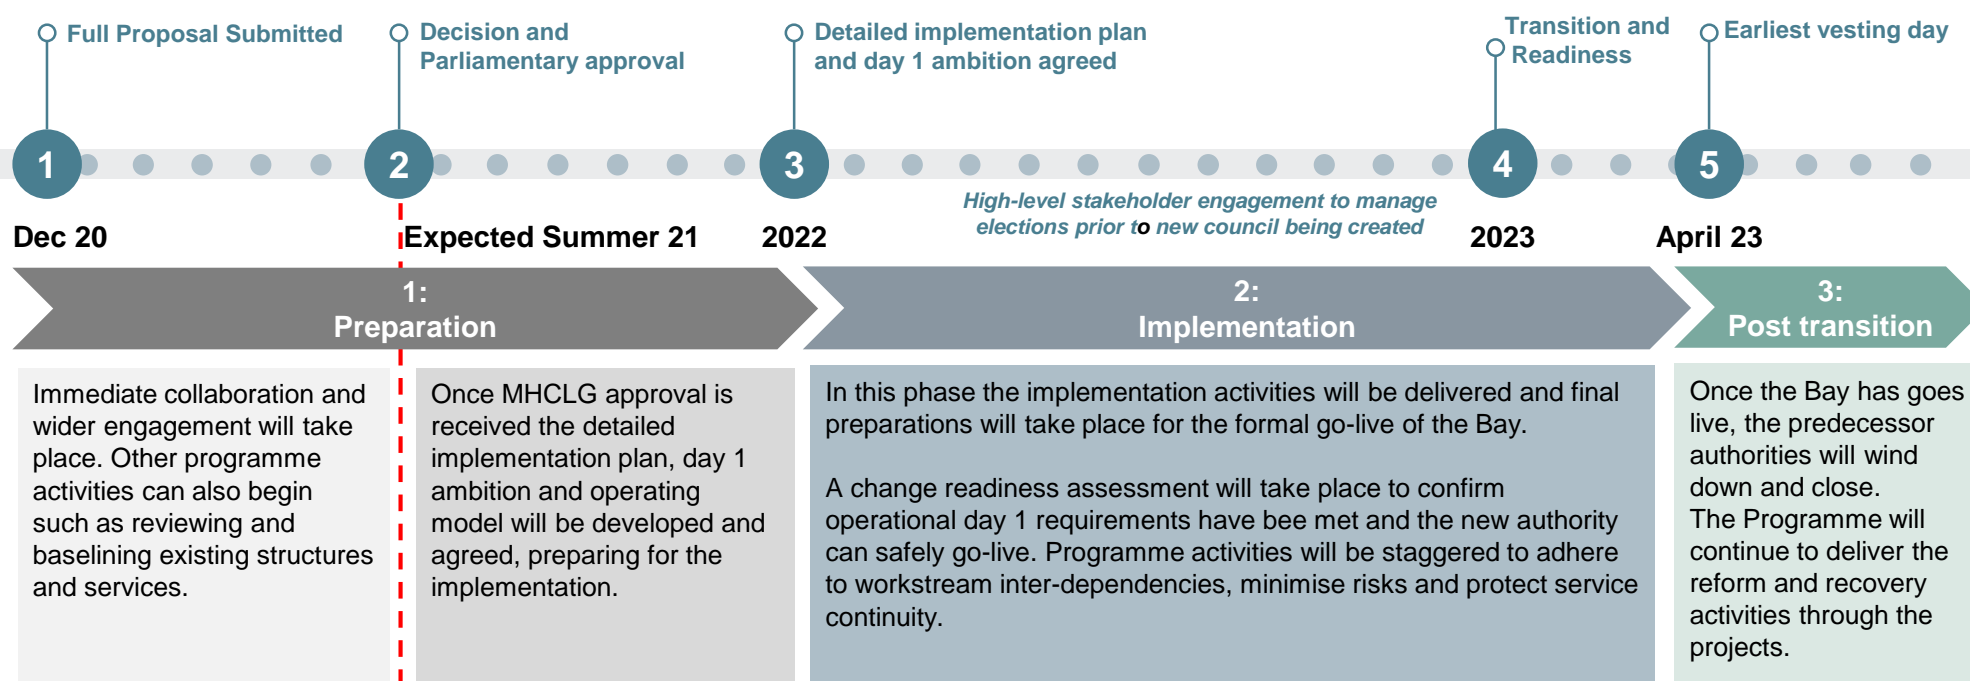 Full Proposal Submitted
Decision and
Parliamentary approval
Detailed implementation plan
and day 1 ambition agreed
Transition and
Readiness
Earliest vesting day
1
2
3
4
5
High-level stakeholder engagement to manage
elections prior to new council being created
Dec 20
Expected Summer 21
2022
2023
April 23
1:
Preparation
2:
Implementation
3:
Post transition
Immediate collaboration and
wider engagement will take
place. Other programme
activities can also begin
such as reviewing and
baselining existing structures
and services.
Once MHCLG approval is
received the detailed
implementation plan, day 1
ambition and operating
model will be developed and
agreed, preparing for the
implementation.
In this phase the implementation activities will be delivered and final
preparations will take place for the formal go-live of the Bay.
A change readiness assessment will take place to confirm
operational day 1 requirements have bee met and the new authority
can safely go-live. Programme activities will be staggered to adhere
to workstream inter-dependencies, minimise risks and protect service
continuity.
Once the Bay has goes
live, the predecessor
authorities will wind
down and close.
The Programme will
continue to deliver the
reform and recovery
activities through the
projects.